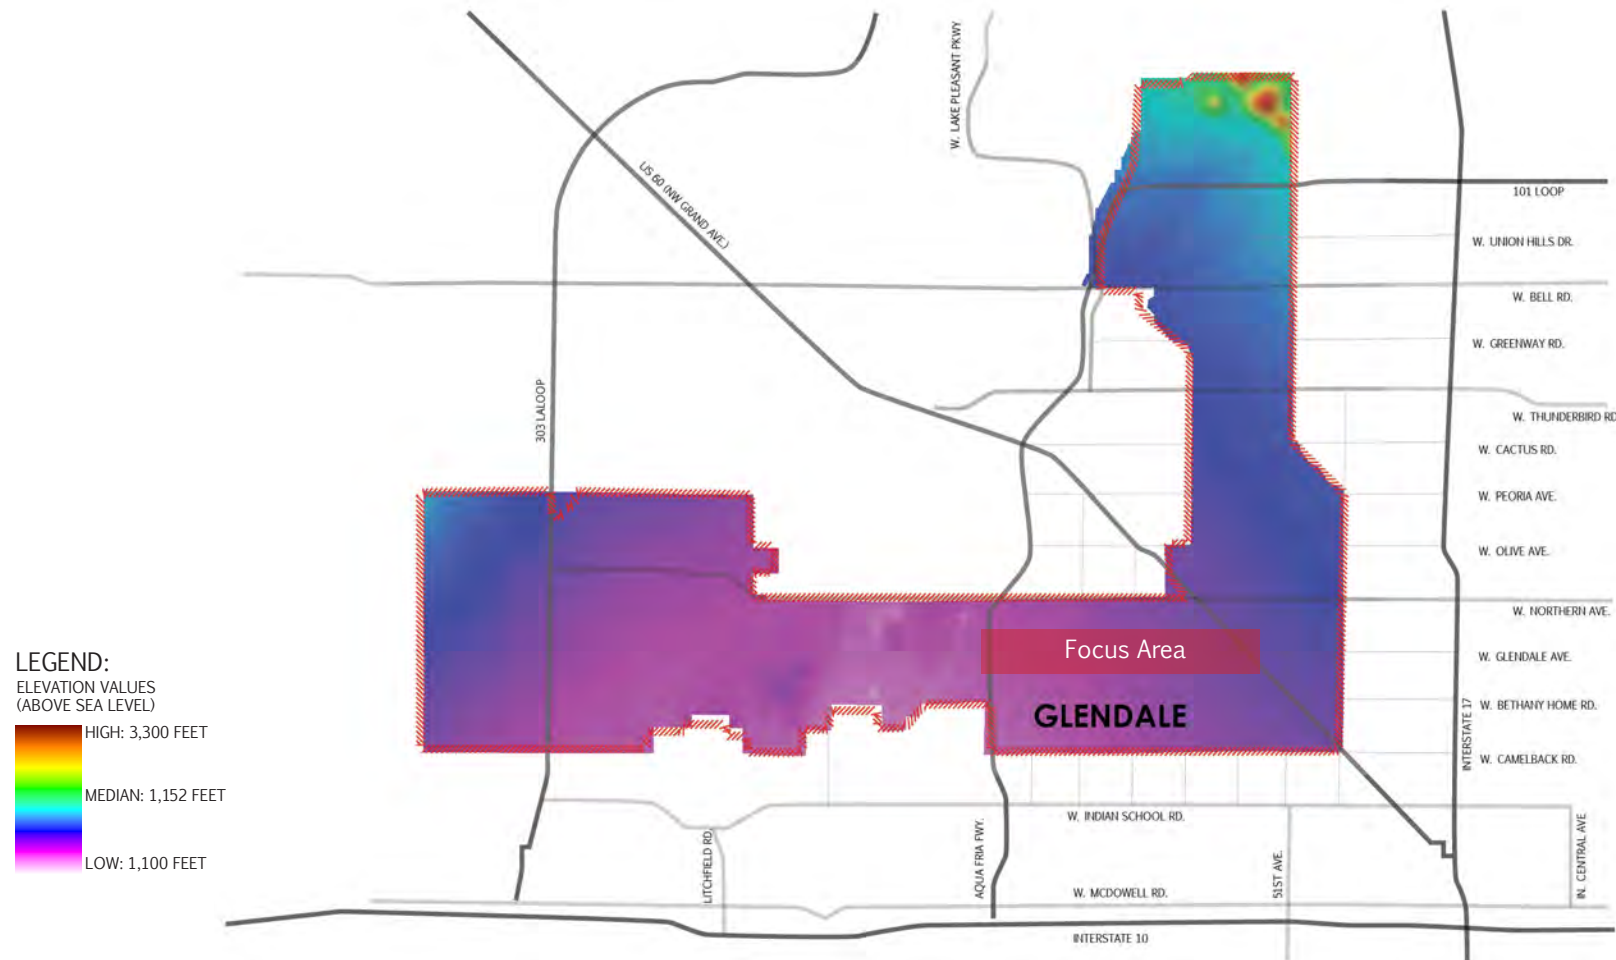 W. LAKE PLEASANT PKWY
US 60 (NW GRAND AVE.)
101 LOOP
W. UNION HILLS DR.
W. BELL RD.
W. GREENWAY RD.
303 LALOOP
W. THUNDERBIRD RD
W. CACTUS RD.
W. PEORIA AVE.
W. OLIVE AVE.
W. NORTHERN AVE.
Focus Area
W. GLENDALE AVE.
GLENDALE
W. BETHANY HOME RD.
INTERSTATE 17
W. CAMELBACK RD.
LEGEND:
ELEVATION VALUES
(ABOVE SEA LEVEL)
HIGH: 3,300 FEET
MEDIAN: 1,152 FEET
LOW: 1,100 FEET
W. INDIAN SCHOOL RD.
LITCHFIELD RD.
AQUA FRIA FWY.
51ST AVE.
IN. CENTRAL AVE
W. MCDOWELL RD.
INTERSTATE 10